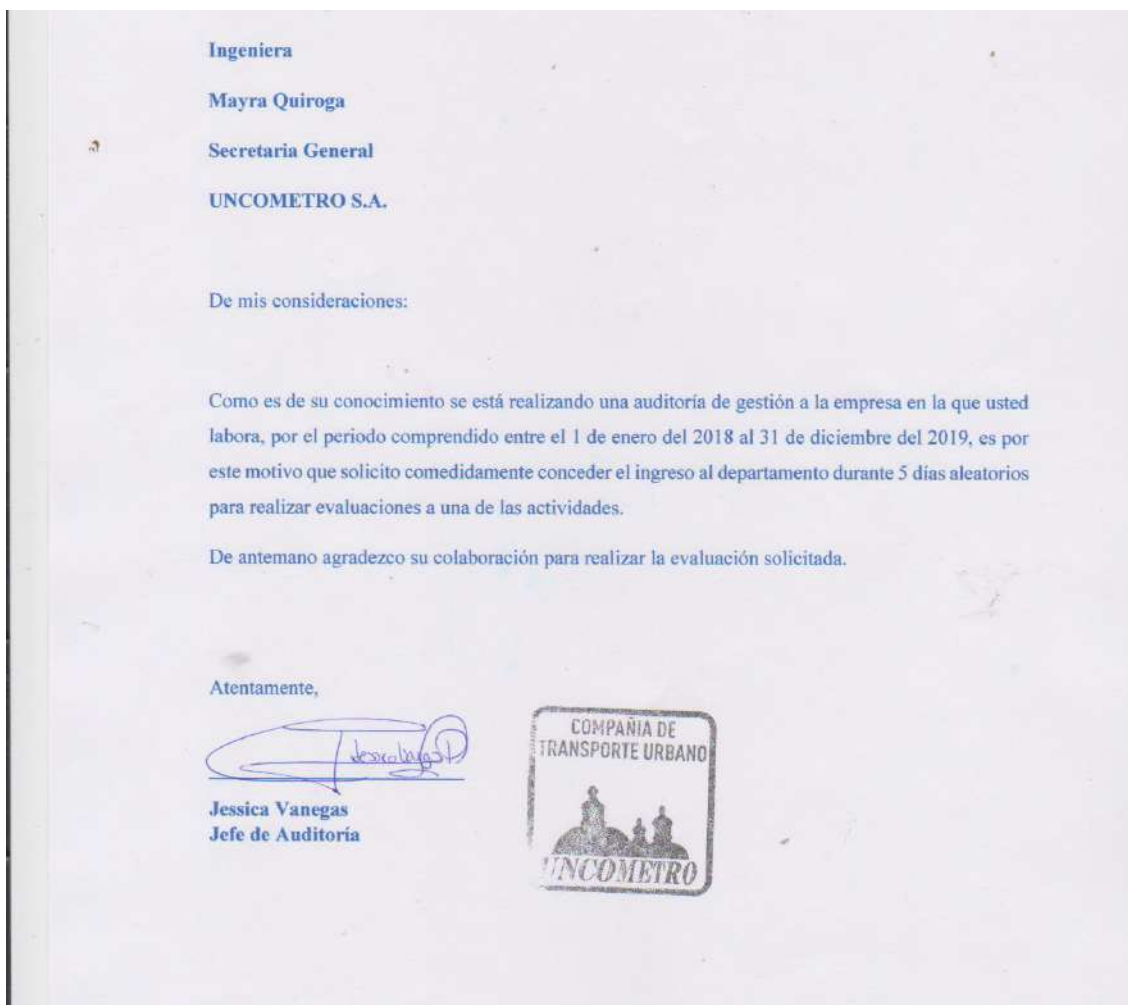 Ingeniera
Mayra Quiroga
Secretaria General
UNCOMETRO S.A.
De mis consideraciones:
Como es de su conocimiento se está realizando una auditoría de gestión a la empresa en la que usted
labora, por el periodo comprendido entre el 1 de enero del 2018 al 31 de diciembre del 2019, es por
este motivo que solicito comedidamente conceder el ingreso al departamento durante 5 días aleatorios
para realizar evaluaciones a una de las actividades.
De antemano agradezco su colaboración para realizar la evaluación solicitada.
Atentamente,
Jessica Vanegas
Jefe de Auditoría
COMPAÑIA DE
TRANSPORTE URBANO
UNCOMETRO